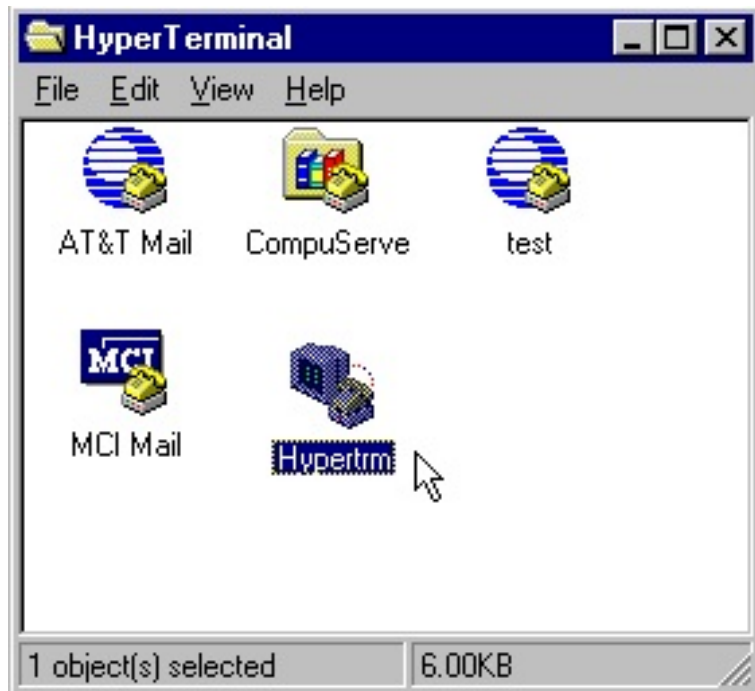 HyperTerminal
File Edit View Help
AT&T Mail CompuServe test
MCI
MCI Mail Hypertrm
1 object(s) selected 6.00KB